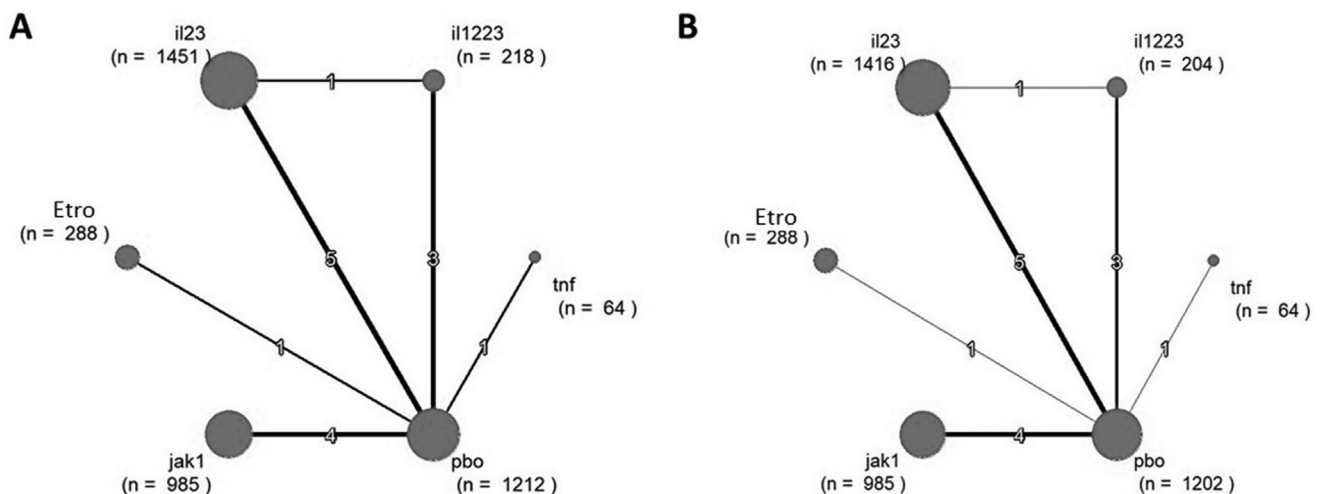 A
il23
(n = 1451)
il1223
(n = 218 )
1
Etro
(n = 288 )
5
3
tnf
(n = 64 )
1
1
4
jak1
(n = 985 )
pbo
(n = 1212 )
B
il23
(n = 1416 )
il1223
(n = 204 )
1
Etro
(n = 288 )
5
3
tnf
(n = 64 )
1
1
4
jak1
(n = 985 )
pbo
(n = 1202 )